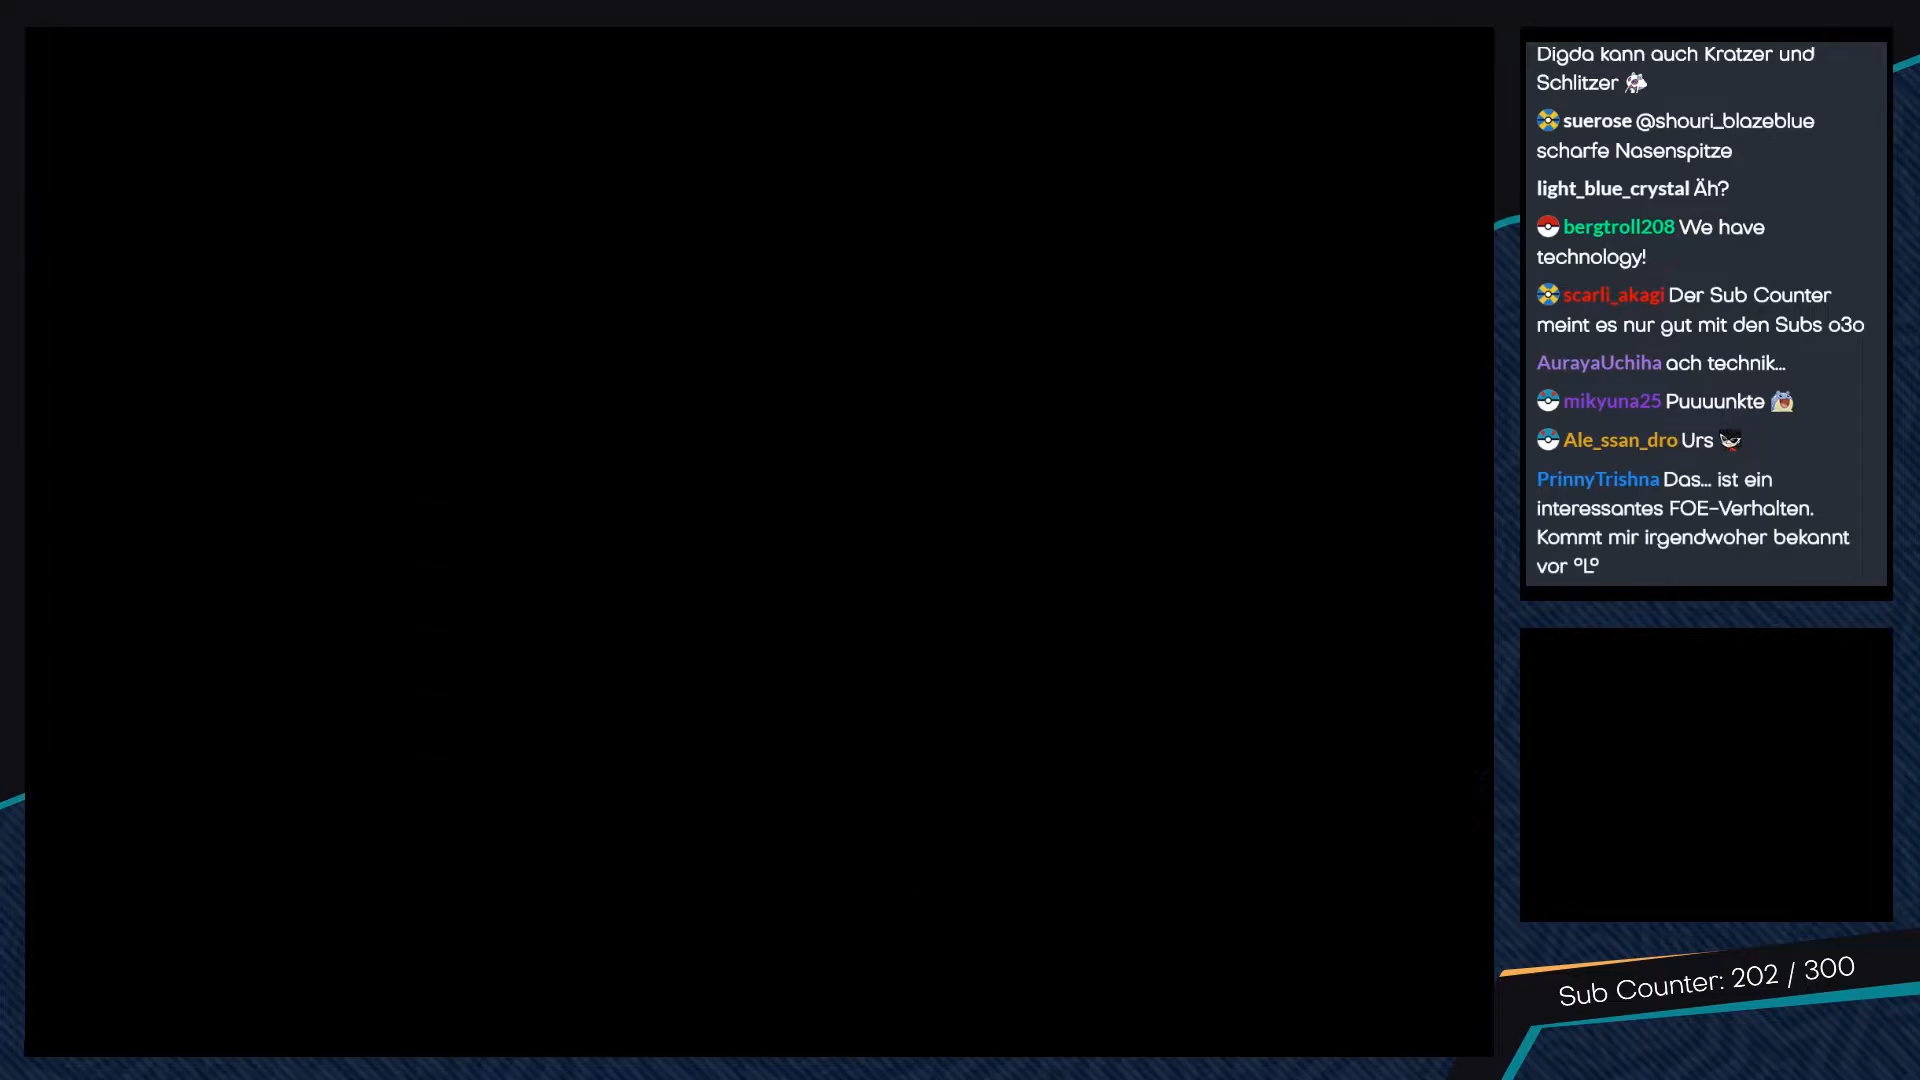 Digda kann auch Kratzer und
Schlitzer
suerose @shouri_blazeblue
scharfe Nasenspitze
light_blue_crystal Äh?
bergtroll208 We have
technology!
scarli_akagi Der Sub Counter
meint es nur gut mit den Subs o3o
AurayaUchiha ach technik...
mikyuna25 Puuuunkte
Ale_ssan_dro Urs
PrinnyTrishna Das... ist ein
interessantes FOE-Verhalten.
Kommt mir irgendwoher bekannt
vor °L°
Sub Counter: 202 / 300